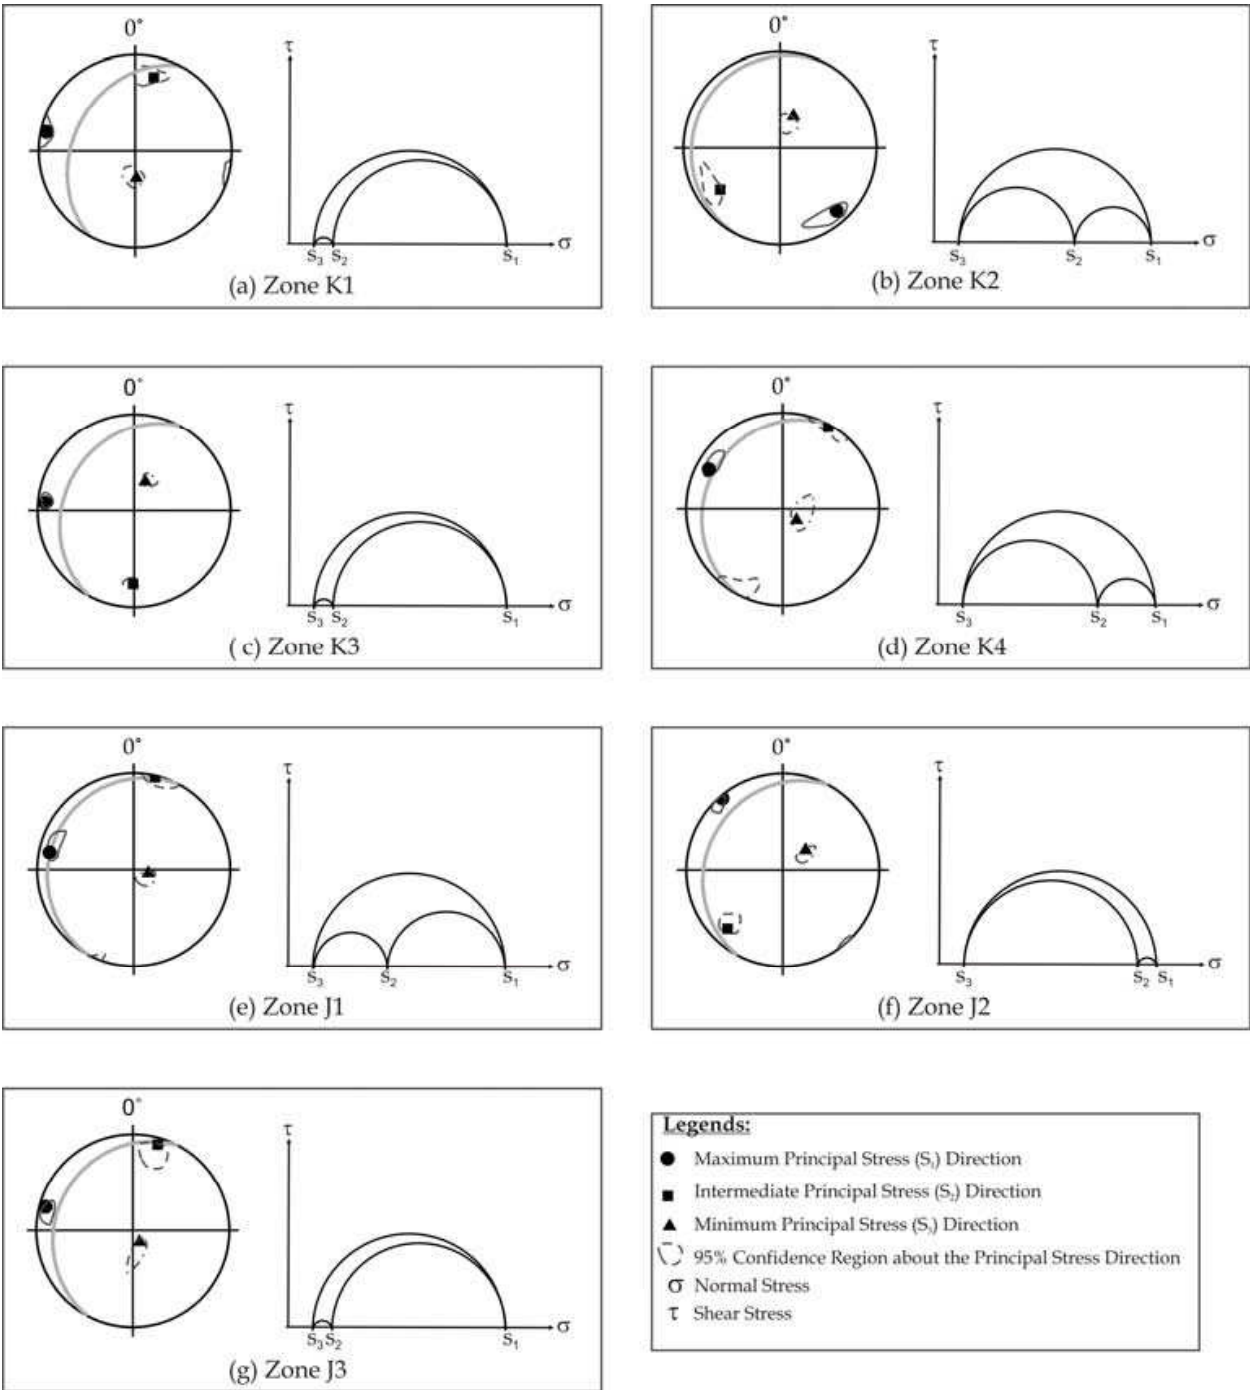 0°
τ
S₃ S₂ S₁ σ
(a) Zone K1
0°
τ
S₃ S₂ S₁ σ
(b) Zone K2
0°
τ
S₃ S₂ S₁ σ
( c) Zone K3
0°
τ
S₃ S₂ S₁ σ
(d) Zone K4
0°
τ
S₃ S₂ S₁ σ
(e) Zone J1
0°
τ
S₃ S₂ S₁ σ
(f) Zone J2
0°
τ
S₃ S₂ S₁ σ
(g) Zone J3
Legends:
Maximum Principal Stress (S₁) Direction
Intermediate Principal Stress (S₂) Direction
Minimum Principal Stress (S₃) Direction
95% Confidence Region about the Principal Stress Direction
σ Normal Stress
τ Shear Stress